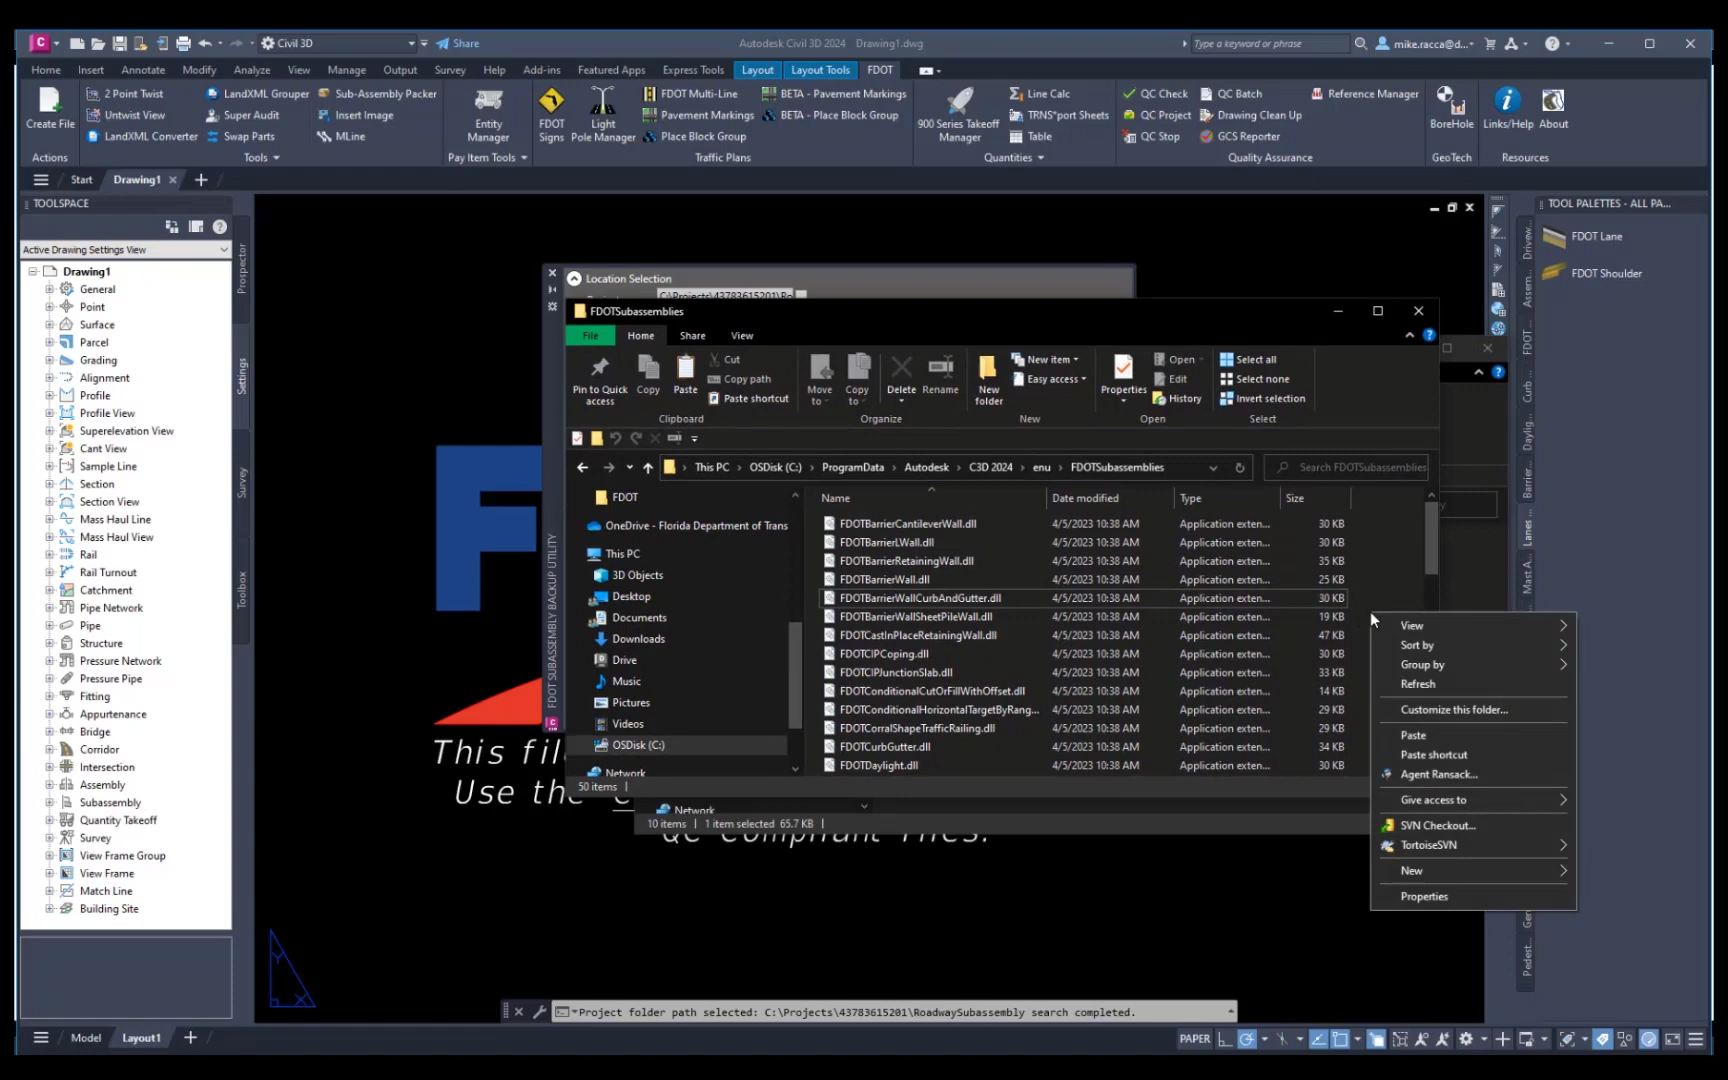 C
Civil 3D
Share
Autodesk Civil 3D 2024 Drawing1.dwg
Type a keyword or phrase
mike.racca@d...
Home Insert Annotate Modify Analyze View Manage Output Survey Help Add-ins Featured Apps Express Tools Layout Layout Tools FDOT
Create File
Actions
2 Point Twist
Untwist View
LandXML Converter
LandXML Grouper
Super Audit
Swap Parts
Sub-Assembly Packer
Insert Image
MLine
Tools
Entity Manager
Pay Item Tools
FDOT Signs
Light Pole Manager
FDOT Multi-Line
Pavement Markings
Place Block Group
BETA - Pavement Markings
BETA - Place Block Group
Traffic Plans
900 Series Takeoff Manager
Line Calc
TRNS*port Sheets
Table
Quantities
QC Check
QC Project
QC Stop
QC Batch
Drawing Clean Up
GCS Reporter
Reference Manager
Quality Assurance
BoreHole
GeoTech
Links/Help
About
Resources
Start Drawing1
TOOLSPACE
Active Drawing Settings View
Drawing1
General
Point
Surface
Parcel
Grading
Alignment
Profile
Profile View
Superelevation View
Cant View
Sample Line
Section
Section View
Mass Haul Line
Mass Haul View
Rail
Rail Turnout
Catchment
Pipe Network
Pipe
Structure
Pressure Network
Pressure Pipe
Fitting
Appurtenance
Bridge
Corridor
Intersection
Assembly
Subassembly
Quantity Takeoff
Survey
View Frame Group
View Frame
Match Line
Building Site
Prospector
Settings
Survey
Toolbox
F
This fil
Use the C
QC Compliant Files.
FDOT SUBASSEMBLY BACKUP UTILITY
Location Selection
C:\Projects\43783615201\Ro
FDOTSubassemblies
File Home Share View
Pin to Quick access
Copy
Paste
Cut
Copy path
Paste shortcut
Clipboard
Move to
Copy to
Delete
Rename
Organize
New folder
New item
Easy access
New
Properties
Open
Edit
History
Open
Select all
Select none
Invert selection
Select
This PC OSDisk (C:) ProgramData Autodesk C3D 2024 enu FDOTSubassemblies
Search FDOTSubassemblies
FDOT
OneDrive - Florida Department of Trans
This PC
3D Objects
Desktop
Documents
Downloads
Drive
Music
Pictures
Videos
OSDisk (C:)
Network
Name Date modified Type Size
FDOTBarrierCantileverWall.dll 4/5/2023 10:38 AM Application exten... 30 KB
FDOTBarrierLWall.dll 4/5/2023 10:38 AM Application exten... 30 KB
FDOTBarrierRetainingWall.dll 4/5/2023 10:38 AM Application exten... 35 KB
FDOTBarrierWall.dll 4/5/2023 10:38 AM Application exten... 25 KB
FDOTBarrierWallCurbAndGutter.dll 4/5/2023 10:38 AM Application exten... 30 KB
FDOTBarrierWallSheetPileWall.dll 4/5/2023 10:38 AM Application exten... 19 KB
FDOTCastInPlaceRetainingWall.dll 4/5/2023 10:38 AM Application exten... 47 KB
FDOTCIPCoping.dll 4/5/2023 10:38 AM Application exten... 30 KB
FDOTCIPJunctionSlab.dll 4/5/2023 10:38 AM Application exten... 33 KB
FDOTConditionalCutOrFillWithOffset.dll 4/5/2023 10:38 AM Application exten... 14 KB
FDOTConditionalHorizontalTargetByRang... 4/5/2023 10:38 AM Application exten... 29 KB
FDOTCorralShapeTrafficRailing.dll 4/5/2023 10:38 AM Application exten... 29 KB
FDOTCurbGutter.dll 4/5/2023 10:38 AM Application exten... 34 KB
FDOTDaylight.dll 4/5/2023 10:38 AM Application exten... 30 KB
50 items
Network
10 items 1 item selected 65.7 KB
View
Sort by
Group by
Refresh
Customize this folder...
Paste
Paste shortcut
Agent Ransack...
Give access to
SVN Checkout...
TortoiseSVN
New
Properties
TOOL PALETTES - ALL PA...
FDOT Lane
FDOT Shoulder
Drivew...
Assem...
FDOT ...
Curb ...
Daylig...
Barrier...
Lanes ...
Mast A...
Pedest...
Y
X
Project folder path selected: C:\Projects\43783615201\RoadwaySubassembly search completed.
Model Layout1
PAPER